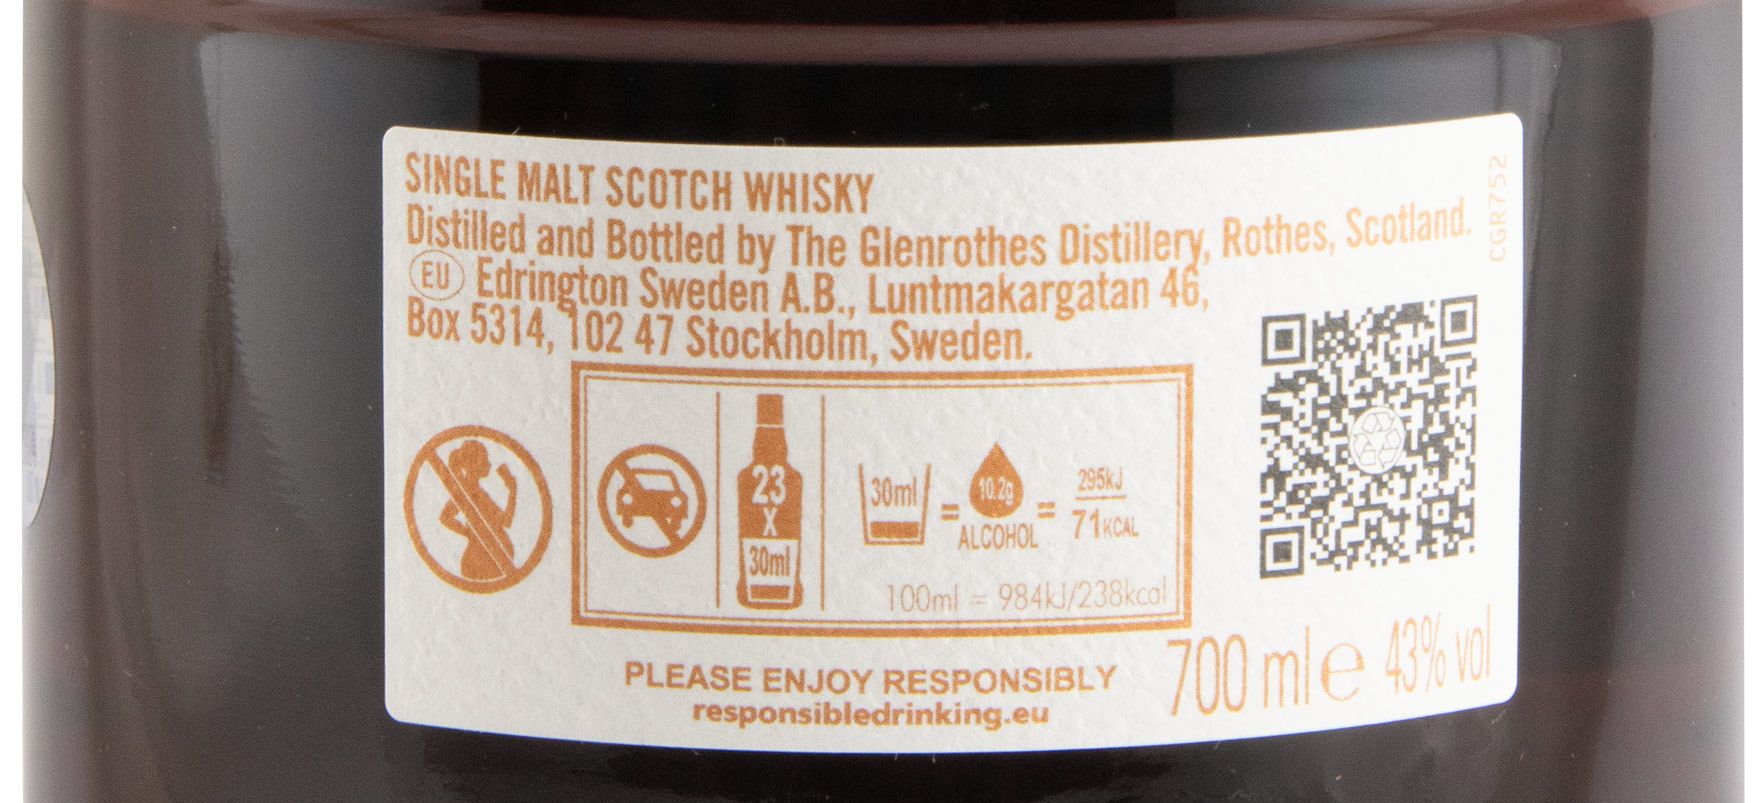 SINGLE MALT SCOTCH WHISKY
Distilled and Bottled by The Glenrothes Distillery, Rothes, Scotland.
EU Edrington Sweden A.B., Luntmakargatan 46,
Box 5314, 102 47 Stockholm, Sweden.
CGR752
23
X
30ml
30ml = 10.2g ALCOHOL = 295kJ
71KCAL
100ml = 984kJ/238kcal
PLEASE ENJOY RESPONSIBLY
responsibledrinking.eu
700 ml e 43% vol